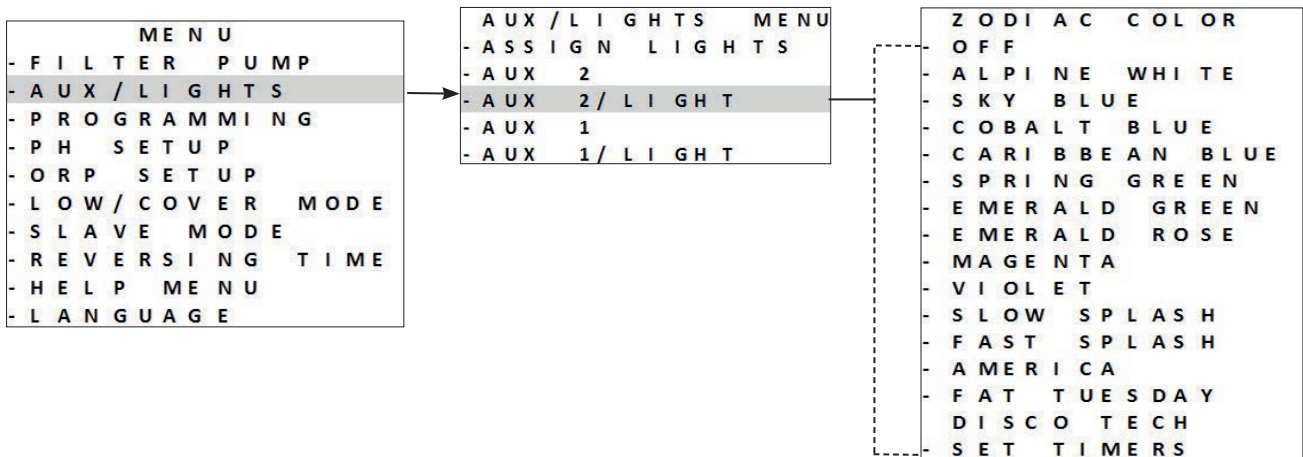 MENU
- FILTER PUMP
- AUX/LIGHTS
- PROGRAMMING
- PH SETUP
- ORP SETUP
- LOW/COVER MODE
- SLAVE MODE
- REVERSING TIME
- HELP MENU
- LANGUAGE
AUX/LIGHTS MENU
- ASSIGN LIGHTS
- AUX 2
- AUX 2/LIGHT
- AUX 1
- AUX 1/LIGHT
ZODIAC COLOR
- OFF
- ALPINE WHITE
- SKY BLUE
- COBALT BLUE
- CARIBBEAN BLUE
- SPRING GREEN
- EMERALD GREEN
- EMERALD ROSE
- MAGENTA
- VIOLET
- SLOW SPLASH
- FAST SPLASH
- AMERICA
- FAT TUESDAY
DISCO TECH
- SET TIMERS